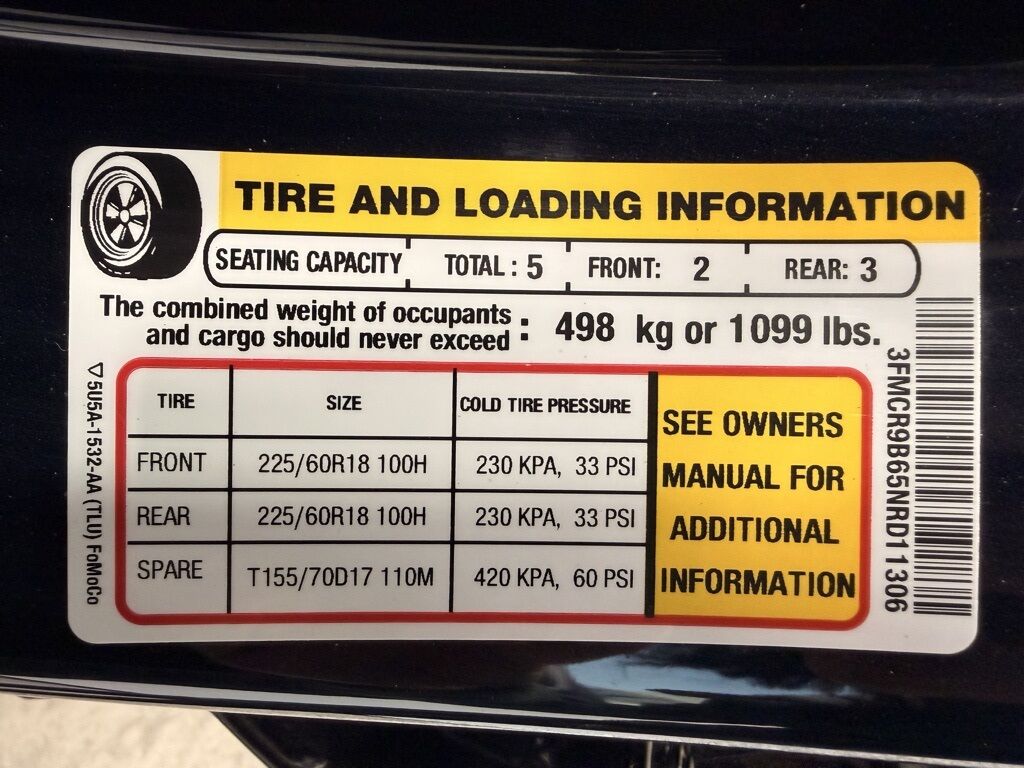 TIRE AND LOADING INFORMATION
SEATING CAPACITY TOTAL : 5 FRONT: 2 REAR: 3
The combined weight of occupants
and cargo should never exceed : 498 kg or 1099 lbs.
TIRE SIZE COLD TIRE PRESSURE
FRONT 225/60R18 100H 230 KPA, 33 PSI
REAR 225/60R18 100H 230 KPA, 33 PSI
SPARE T155/70D17 110M 420 KPA, 60 PSI
SEE OWNERS
MANUAL FOR
ADDITIONAL
INFORMATION
▽5U5A-1532-AA (TLU) FoMoCo
3FMCR9B65NRD11306